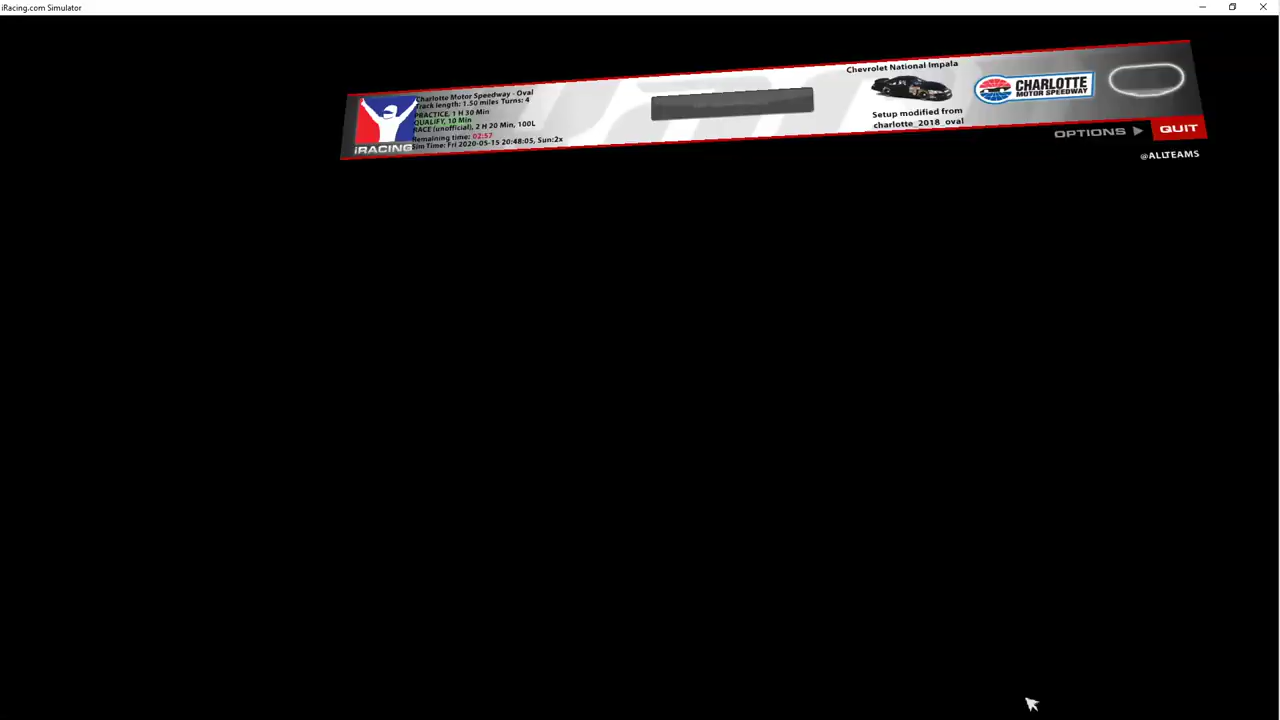 iRacing.com Simulator
Chevrolet National Impala
Charlotte Motor Speedway - Oval
Track length: 1.50 miles Turns: 4
PRACTICE, 1 H 30 Min
QUALIFY, 10 Min
RACE (unofficial), 2 H 20 Min, 100L
Remaining time: 02:57
Sim Time: Fri 2020-05-15 20:48:05, Sun:2x
iRACING
Setup modified from
charlotte_2018_oval
CHARLOTTE
MOTOR SPEEDWAY
OPTIONS
QUIT
@ALLTEAMS